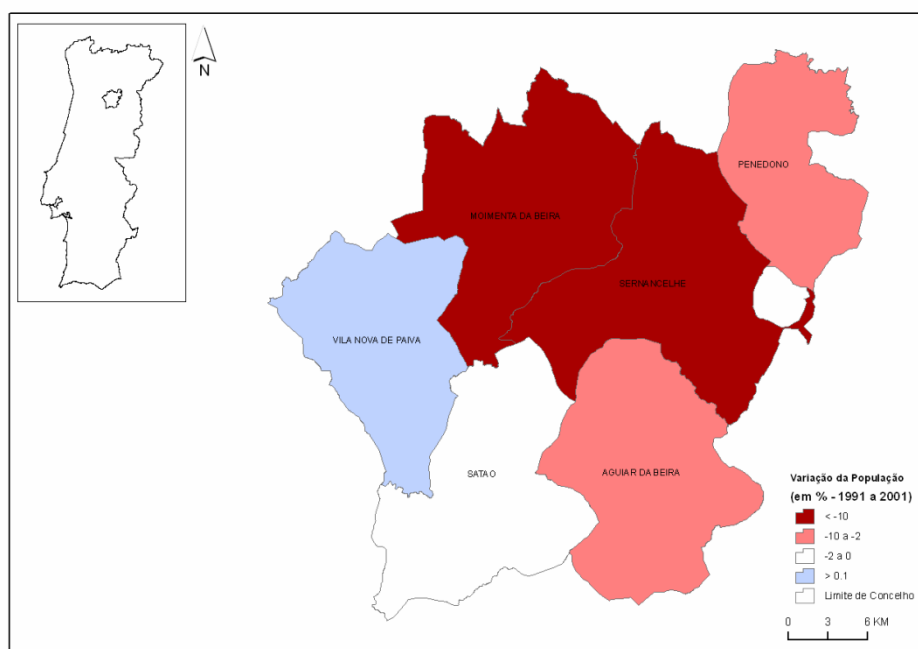 N
PENEDONO
MOIMENTA DA BEIRA
SERNANCELHE
VILA NOVA DE PAIVA
SATAO
AGUIAR DA BEIRA
Variação da População
(em % - 1991 a 2001)
< -10
-10 a -2
-2 a 0
> 0.1
Limite de Concelho
0 3 6 KM